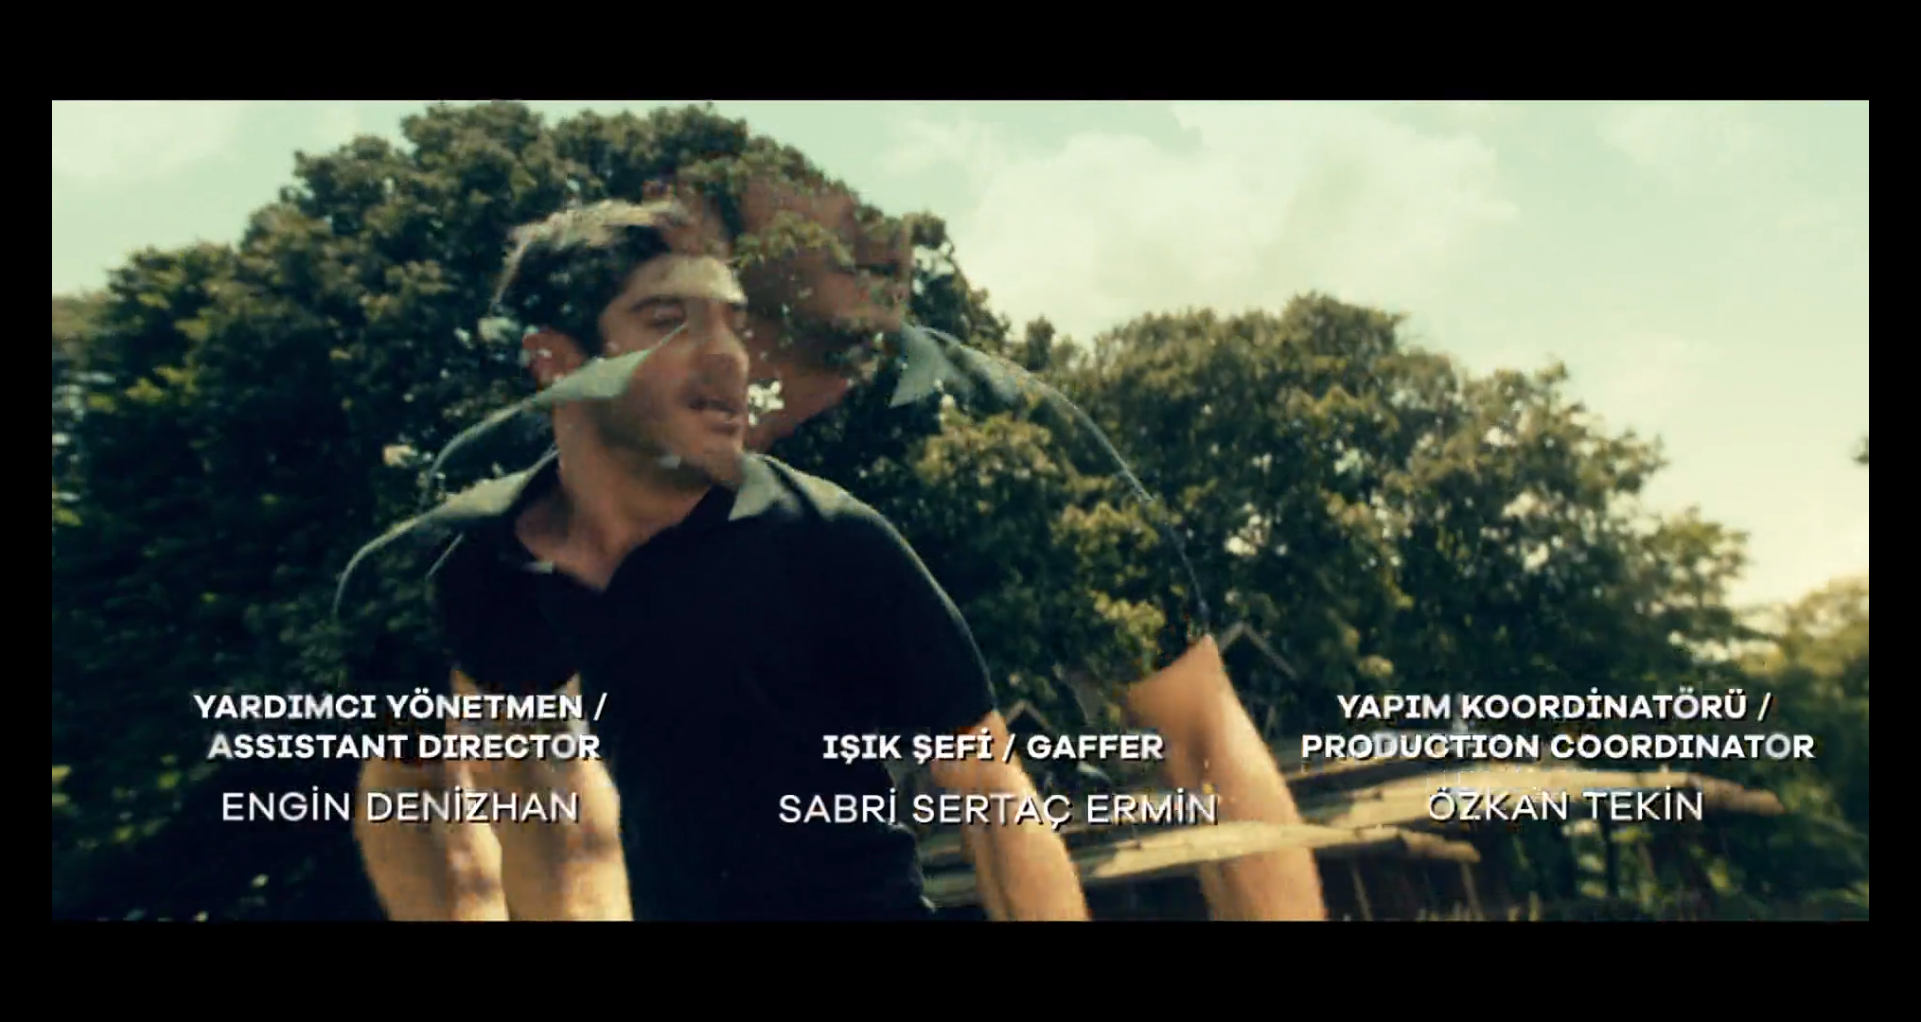 YARDIMCI YÖNETMEN /
ASSISTANT DIRECTOR
ENGİN DENİZHAN
IŞIK ŞEFİ / GAFFER
SABRİ SERTAÇ ERMİN
YAPIM KOORDİNATÖRÜ /
PRODUCTION COORDINATOR
ÖZKAN TEKİN